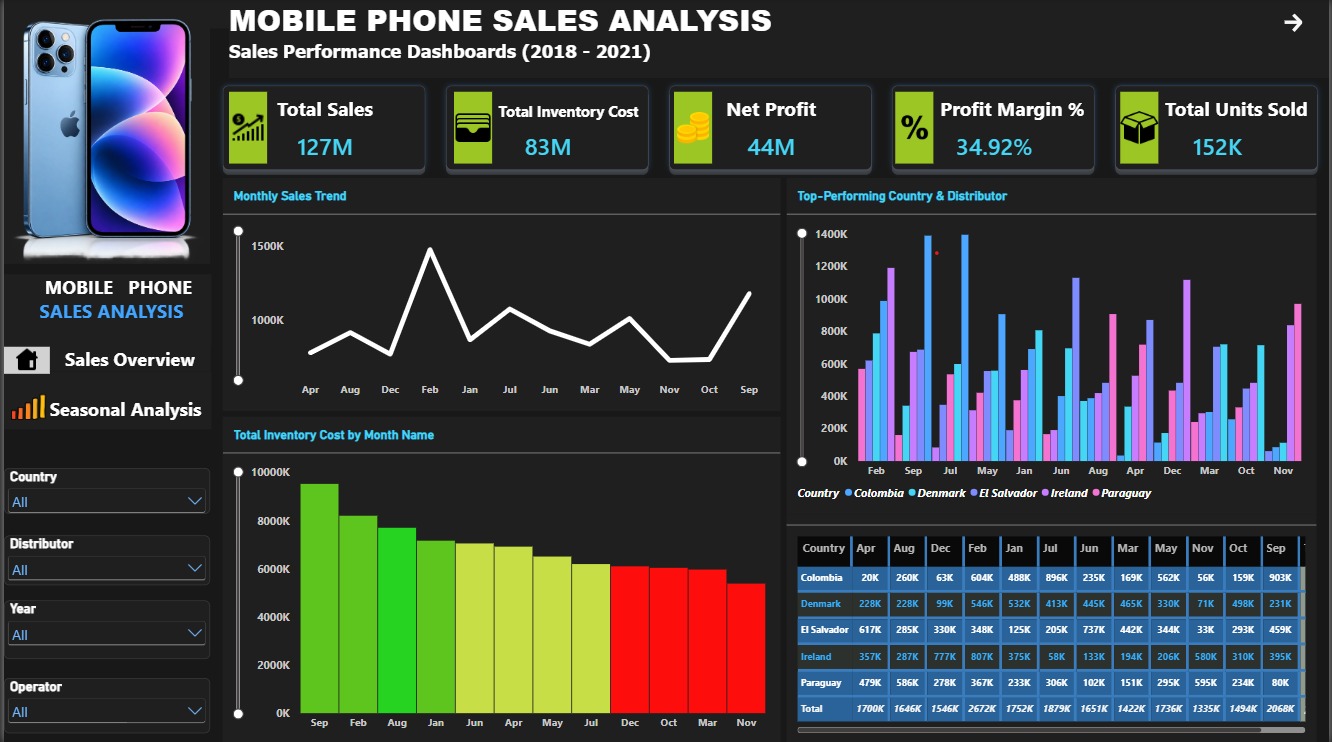 MOBILE PHONE SALES ANALYSIS
Sales Performance Dashboards (2018 - 2021)
Total Sales
127M
Total Inventory Cost
83M
Net Profit
44M
%
Profit Margin %
34.92%
Total Units Sold
152K
MOBILE PHONE
SALES ANALYSIS
Sales Overview
Seasonal Analysis
Country
All
Distributor
All
Year
All
Operator
All
Monthly Sales Trend
1500K
1000K
Apr Aug Dec Feb Jan Jul Jun Mar May Nov Oct Sep
Total Inventory Cost by Month Name
10000K
8000K
6000K
4000K
2000K
0K
Sep Feb Aug Jan Jun Apr May Jul Dec Oct Mar Nov
Top-Performing Country & Distributor
1400K
1200K
1000K
800K
600K
400K
200K
0K
Feb Sep Jul May Jan Jun Aug Apr Dec Mar Oct Nov
Country Colombia Denmark El Salvador Ireland Paraguay
Country Apr Aug Dec Feb Jan Jul Jun Mar May Nov Oct Sep
Colombia 20K 260K 63K 604K 488K 896K 235K 169K 562K 56K 159K 903K
Denmark 228K 228K 99K 546K 532K 413K 445K 465K 330K 71K 498K 231K
El Salvador 617K 285K 330K 348K 125K 205K 737K 442K 344K 33K 293K 459K
Ireland 357K 287K 777K 807K 375K 58K 133K 194K 206K 580K 310K 395K
Paraguay 479K 586K 278K 367K 233K 306K 102K 151K 295K 595K 234K 80K
Total 1700K 1646K 1546K 2672K 1752K 1879K 1651K 1422K 1736K 1335K 1494K 2068K